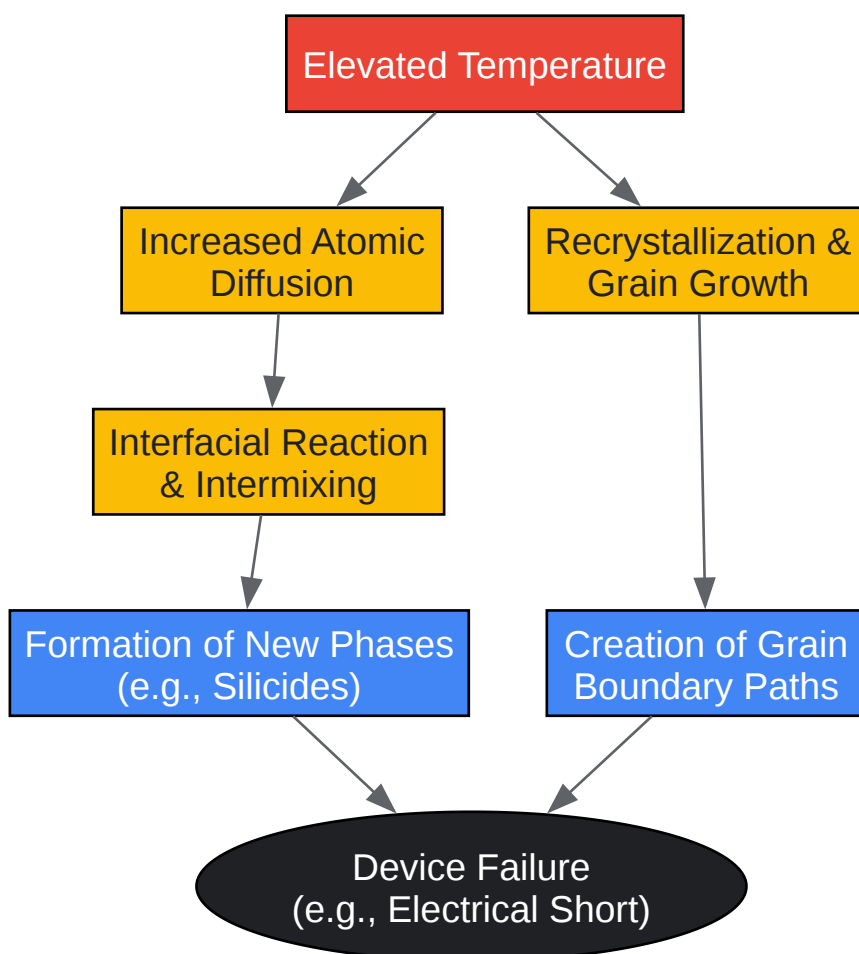 Elevated Temperature
Increased Atomic
Diffusion
Recrystallization &
Grain Growth
Interfacial Reaction
& Intermixing
Formation of New Phases
(e.g., Silicides)
Creation of Grain
Boundary Paths
Device Failure
(e.g., Electrical Short)